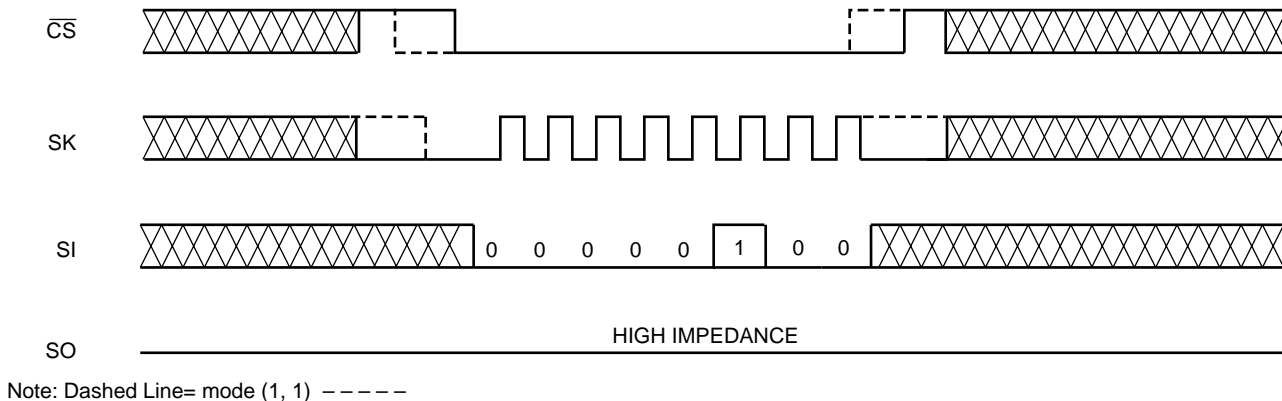 CS
SK
SI
0 0 0 0 0 1 0 0
SO
HIGH IMPEDANCE
Note: Dashed Line= mode (1, 1) – – – – –